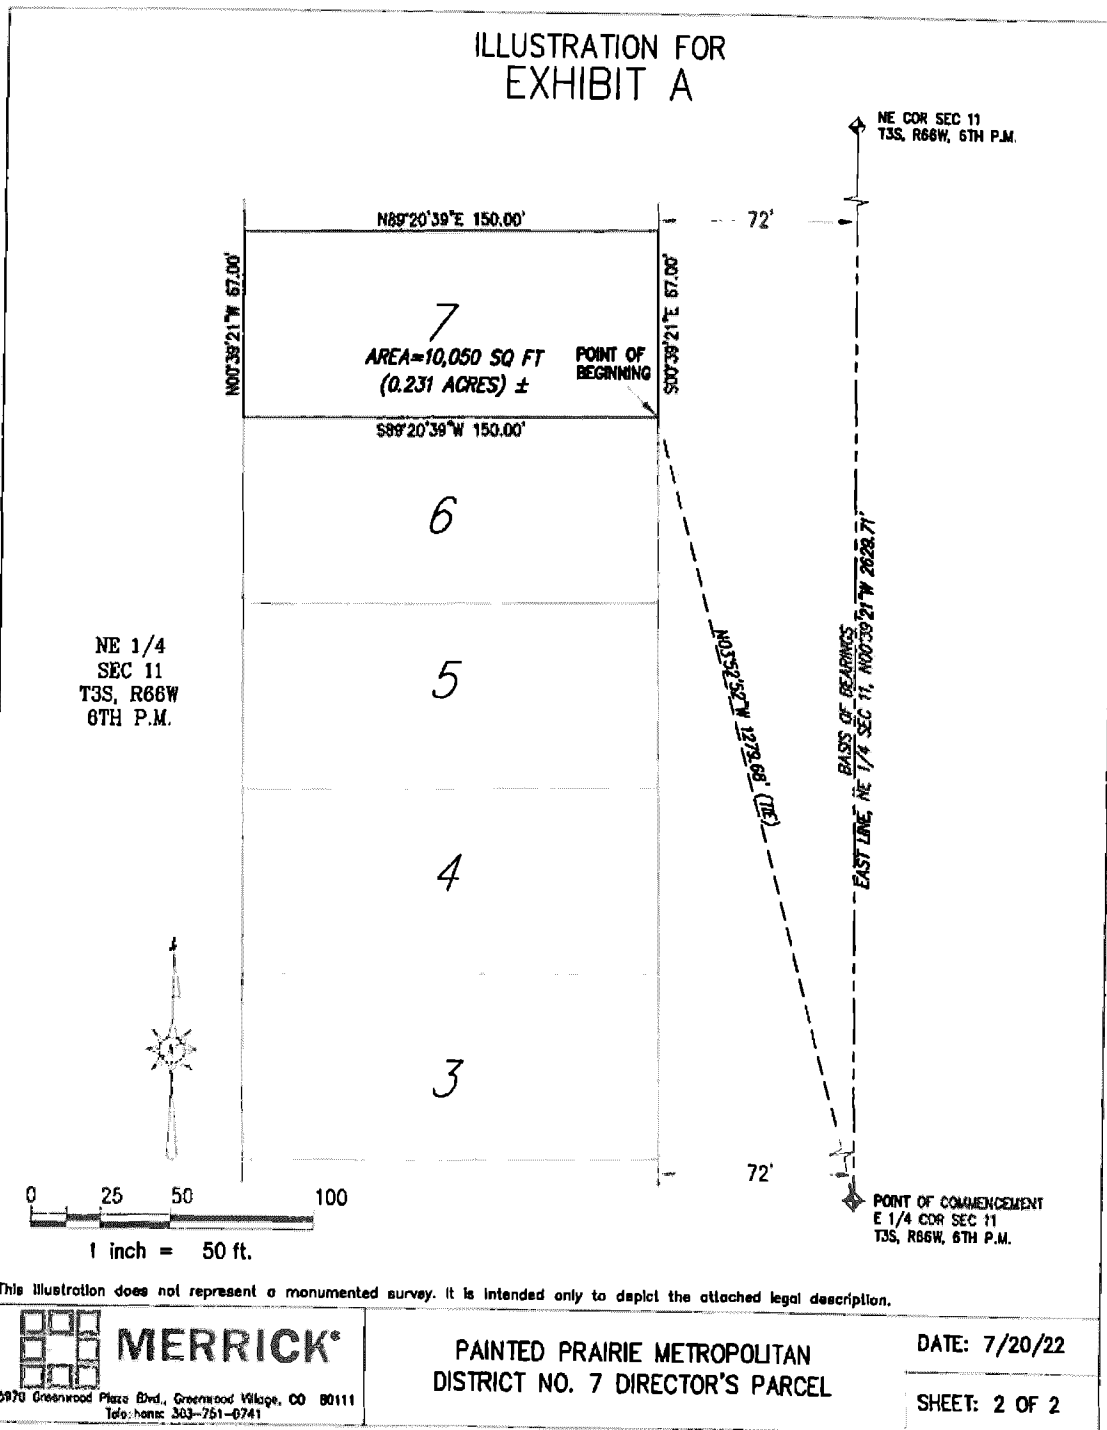 ILLUSTRATION FOR
EXHIBIT A
NE COR SEC 11
T3S, R66W, 6TH P.M.
N89°20'39"E 150.00'
72'
N00°39'21"W 67.00'
S00°39'21"E 67.00'
7
AREA=10,050 SQ FT
(0.231 ACRES) ±
POINT OF
BEGINNING
S89°20'39"W 150.00'
6
NE 1/4
SEC 11
T3S, R66W
6TH P.M.
5
N03°52'52"W 1279.68' (TIE)
BASIS OF BEARINGS
EAST LINE, NE 1/4 SEC 11, N00°39'21"W 2629.71'
4
3
72'
POINT OF COMMENCEMENT
E 1/4 COR SEC 11
T3S, R66W, 6TH P.M.
0 25 50 100
1 inch = 50 ft.
This illustration does not represent a monumented survey. It is intended only to depict the attached legal description.
MERRICK®
5970 Greenwood Plaza Blvd., Greenwood Village, CO 80111
Telephone: 303-751-0741
PAINTED PRAIRIE METROPOLITAN
DISTRICT NO. 7 DIRECTOR'S PARCEL
DATE: 7/20/22
SHEET: 2 OF 2